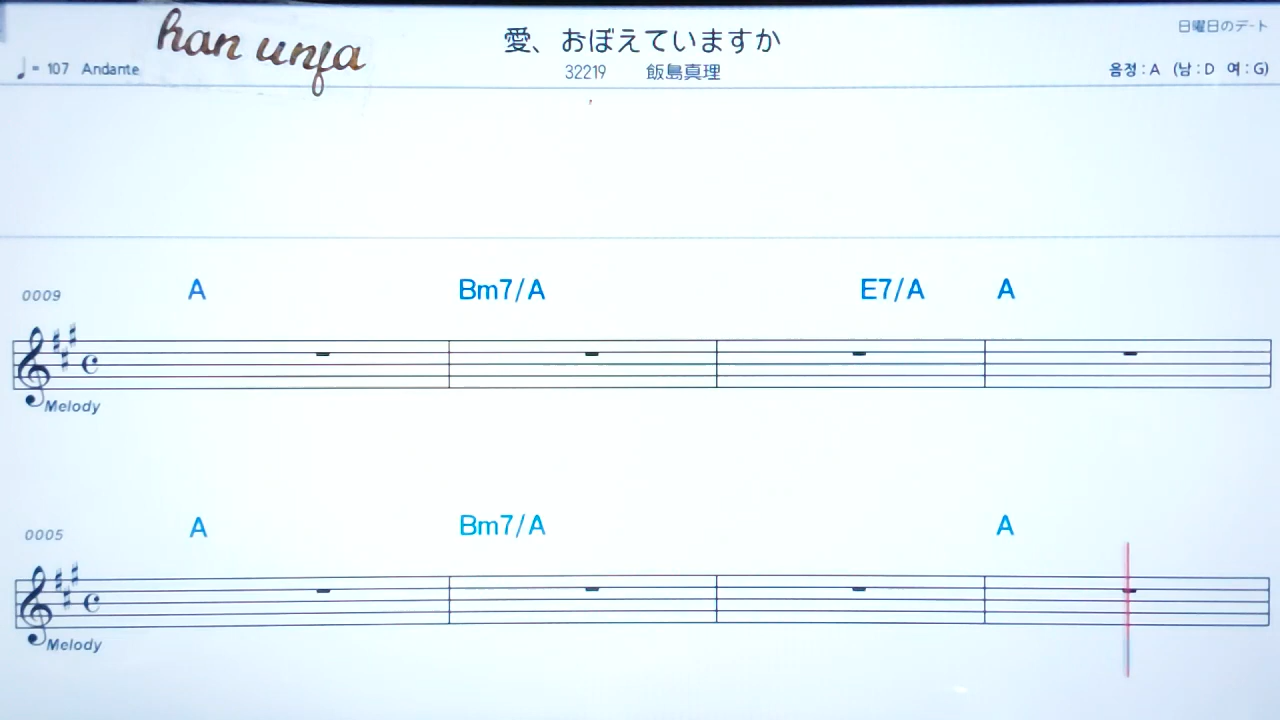 han unfa
愛、おぼえていますか
日曜日のデート
♩= 107 Andante
32219 飯島真理
음정 : A (남 : D 여 : G)
0009 A Bm7/A E7/A A
Melody
0005 A Bm7/A A
Melody